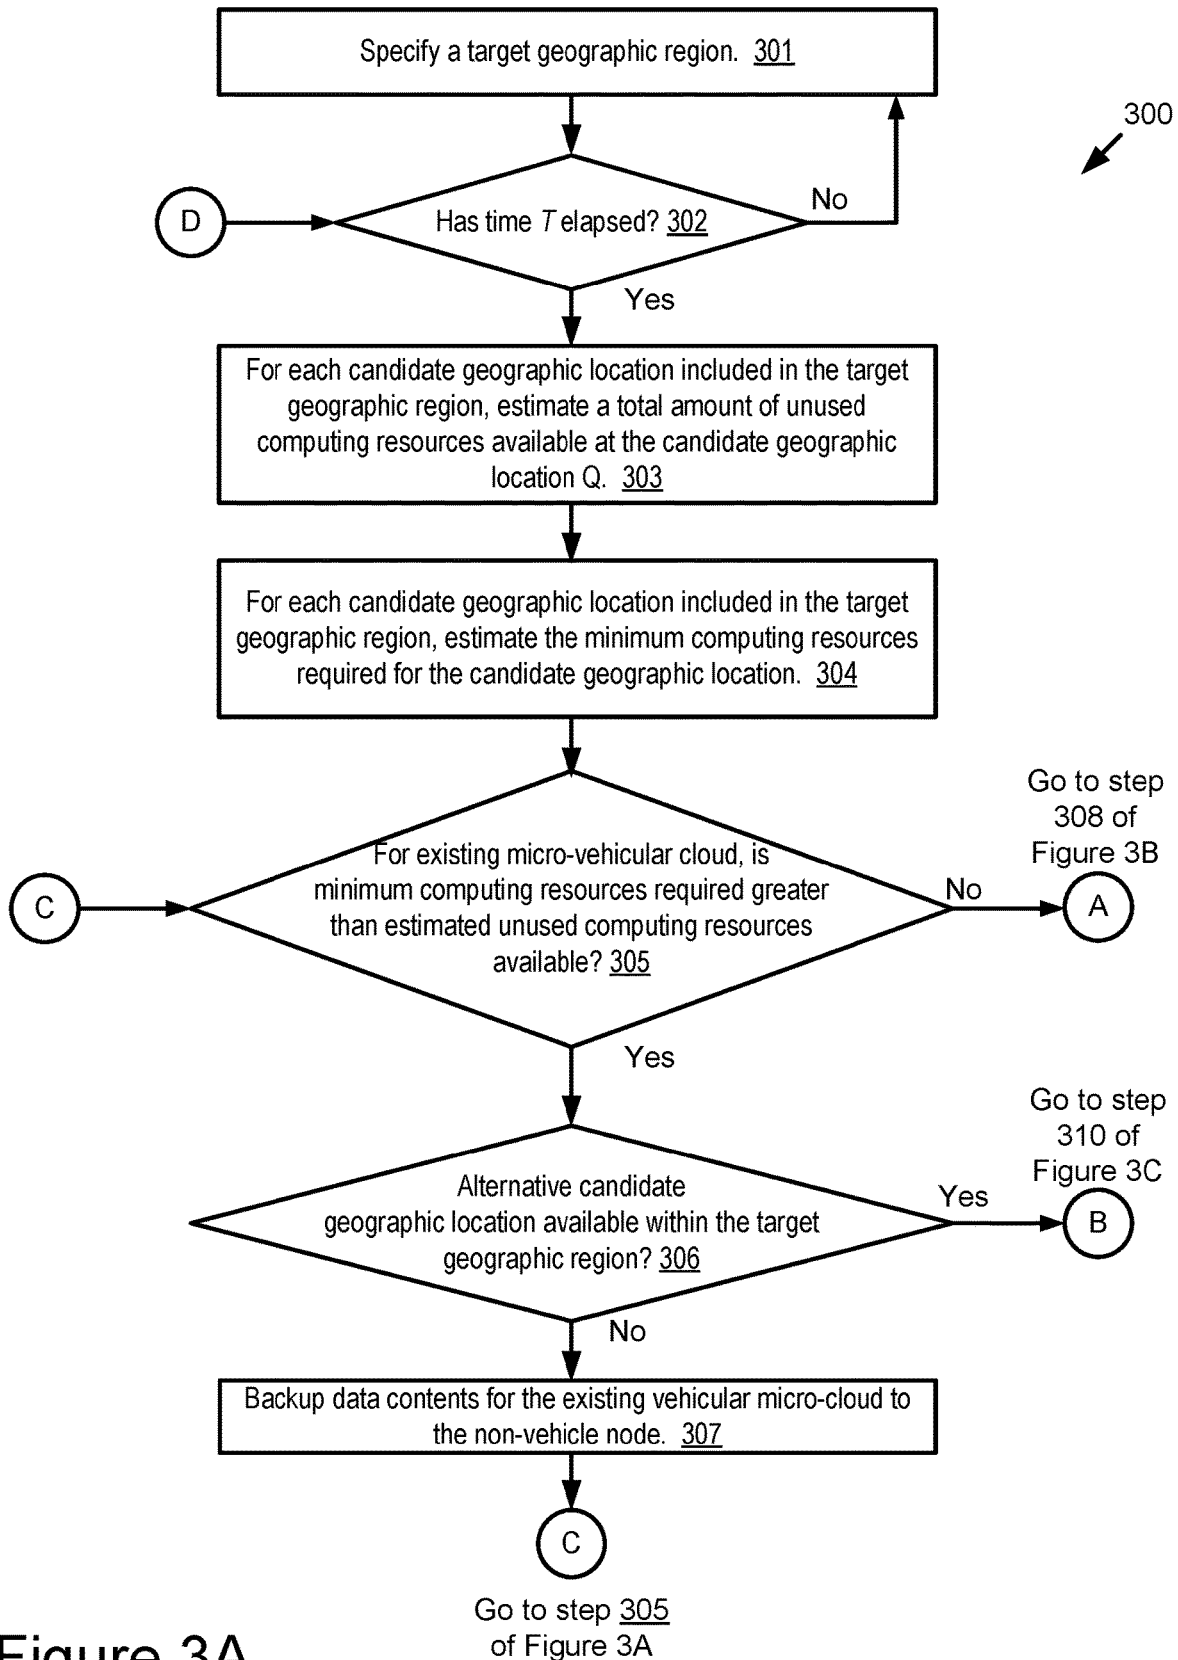 Specify a target geographic region. 301
300
D
Has time T elapsed? 302
No
Yes
For each candidate geographic location included in the target
geographic region, estimate a total amount of unused
computing resources available at the candidate geographic
location Q. 303
For each candidate geographic location included in the target
geographic region, estimate the minimum computing resources
required for the candidate geographic location. 304
Go to step
308 of
Figure 3B
C
For existing micro-vehicular cloud, is
minimum computing resources required greater
than estimated unused computing resources
available? 305
No
A
Yes
Go to step
310 of
Figure 3C
Alternative candidate
geographic location available within the target
geographic region? 306
Yes
B
No
Backup data contents for the existing vehicular micro-cloud to
the non-vehicle node. 307
C
Go to step 305
of Figure 3A
Figure 3A